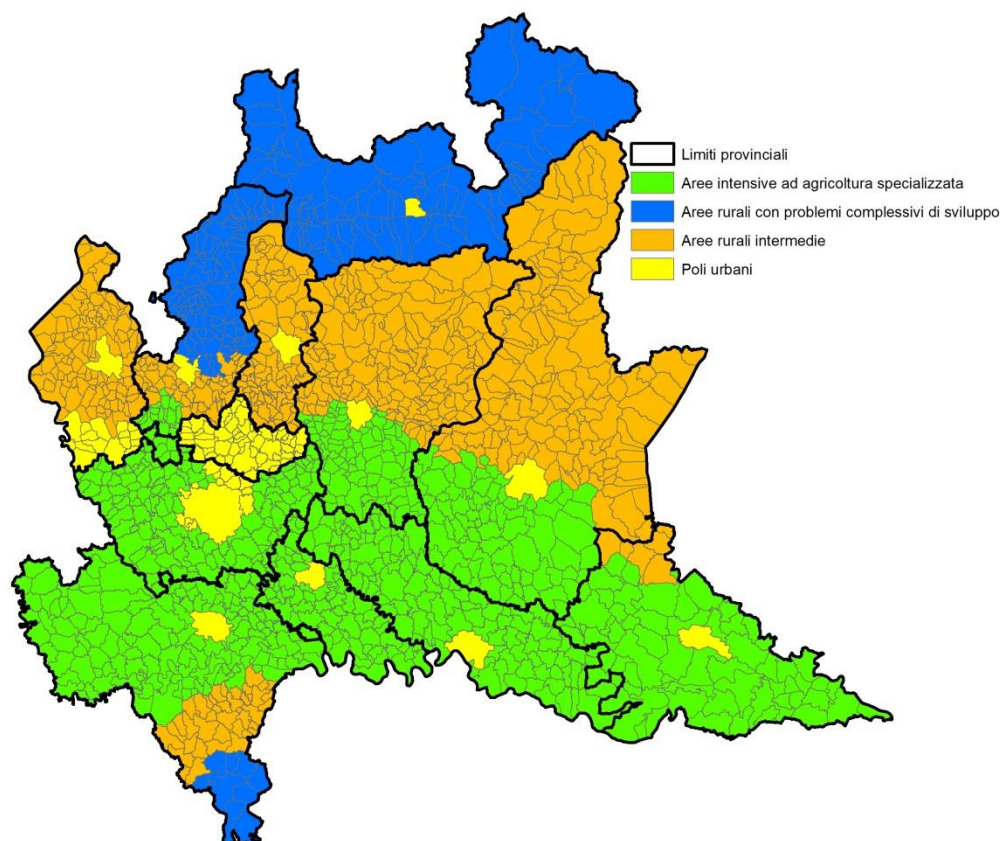 Limiti provinciali
Aree intensive ad agricoltura specializzata
Aree rurali con problemi complessivi di sviluppo
Aree rurali intermedie
Poli urbani